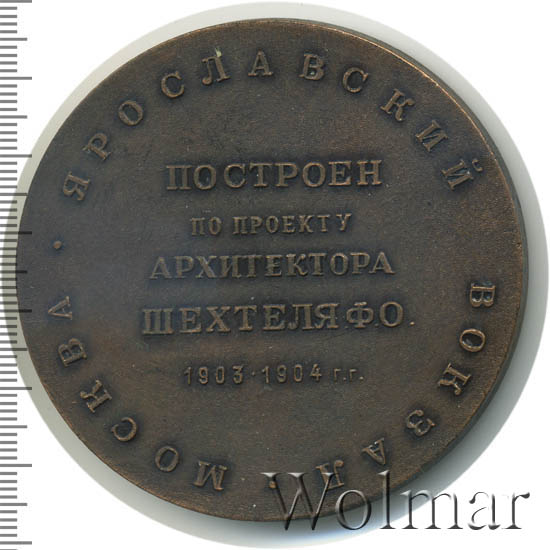 МОСКВА · ЯРОСЛАВСКИЙ ВОКЗАЛ ·
ПОСТРОЕН
ПО ПРОЕКТУ
АРХИТЕКТОРА
ШЕХТЕЛЯ Ф О.
1903·1904 г.г.
Wolmar